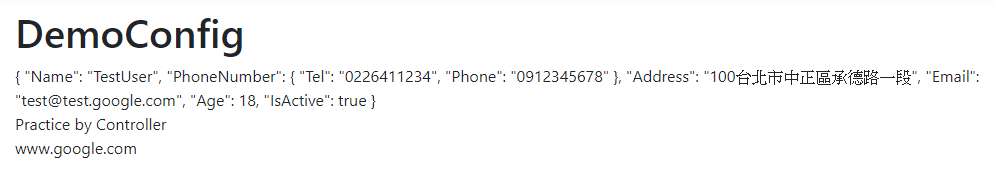 DemoConfig
{ "Name": "TestUser", "PhoneNumber": { "Tel": "0226411234", "Phone": "0912345678" }, "Address": "100台北市中正區承德路一段", "Email":
"test@test.google.com", "Age": 18, "IsActive": true }
Practice by Controller
www.google.com